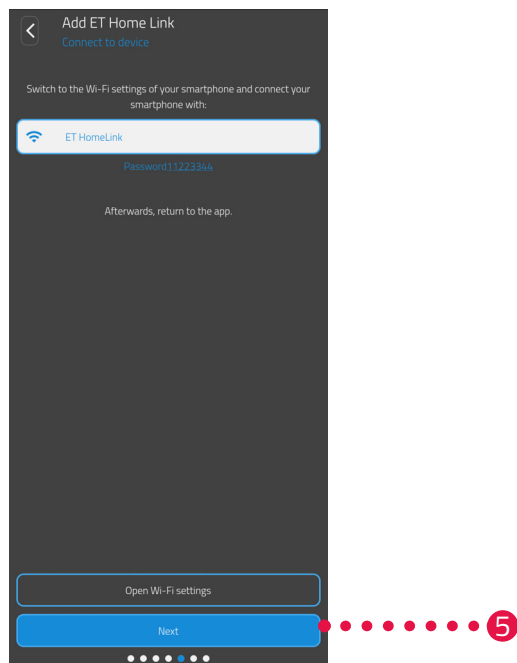 Add ET Home Link
Connect to device
Switch to the Wi-Fi settings of your smartphone and connect your
smartphone with:
ET HomeLink
Password11223344
Afterwards, return to the app.
Open Wi-Fi settings
Next
5